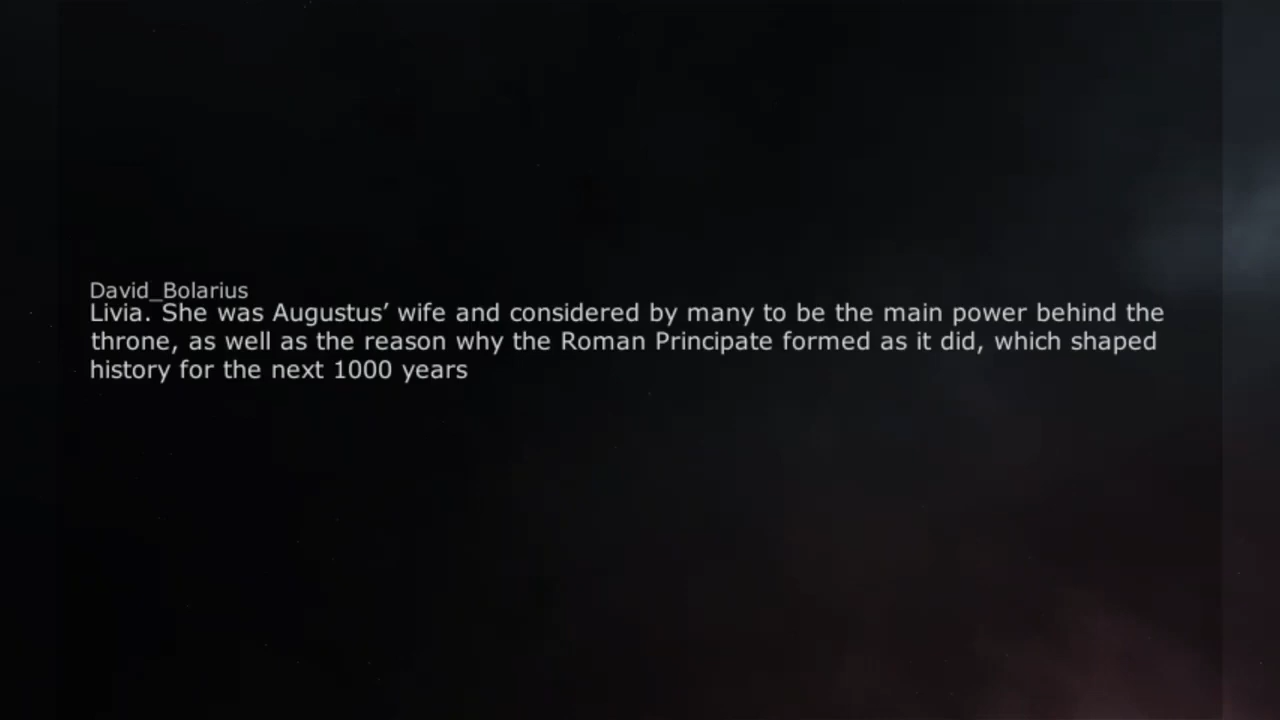 David_Bolarius
Livia. She was Augustus’ wife and considered by many to be the main power behind the
throne, as well as the reason why the Roman Principate formed as it did, which shaped
history for the next 1000 years